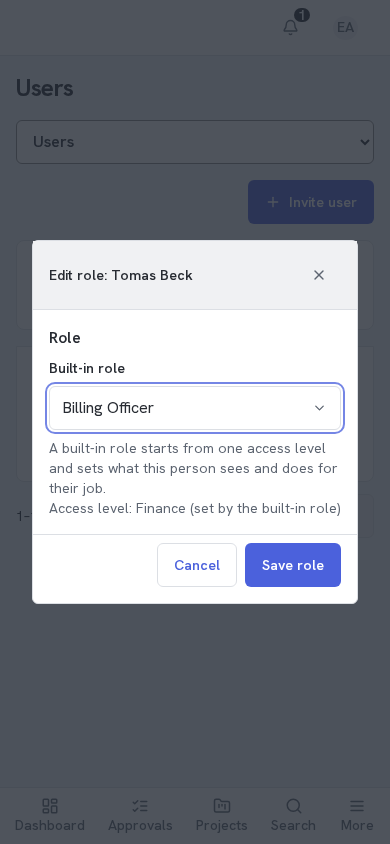 1
EA
Users
Users
Invite user
Edit role: Tomas Beck
Role
Built-in role
Billing Officer
A built-in role starts from one access level
and sets what this person sees and does for
their job.
Access level: Finance (set by the built-in role)
1–
Cancel
Save role
Dashboard
Approvals
Projects
Search
More